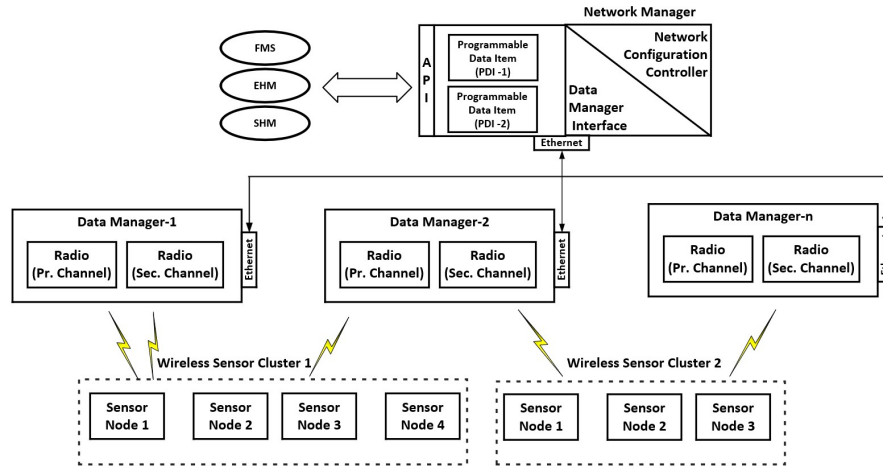 Network Manager
FMS
EHM
SHM
A
P
I
Programmable
Data Item
(PDI -1)
Programmable
Data Item
(PDI -2)
Network
Configuration
Controller
Data
Manager
Interface
Ethernet
Data Manager-1
Radio
(Pr. Channel)
Radio
(Sec. Channel)
Ethernet
Data Manager-2
Radio
(Pr. Channel)
Radio
(Sec. Channel)
Ethernet
Data Manager-n
Radio
(Pr. Channel)
Radio
(Sec. Channel)
Wireless Sensor Cluster 1
Sensor
Node 1
Sensor
Node 2
Sensor
Node 3
Sensor
Node 4
Wireless Sensor Cluster 2
Sensor
Node 1
Sensor
Node 2
Sensor
Node 3